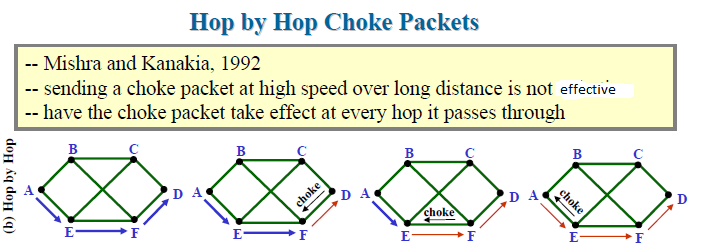 Hop by Hop Choke Packets
-- Mishra and Kanakia, 1992
-- sending a choke packet at high speed over long distance is not effective
-- have the choke packet take effect at every hop it passes through
(b) Hop by Hop
B C
A D
E F
B C
A D
choke
E F
B C
A D
choke
E F
B C
A D
choke
E F